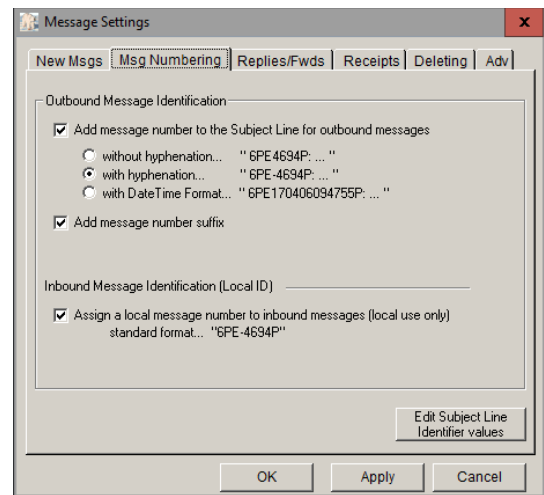 Message Settings
x
New Msgs Msg Numbering Replies/Fwds Receipts Deleting Adv
Outbound Message Identification
Add message number to the Subject Line for outbound messages
without hyphenation... " 6PE4694P: ... "
with hyphenation... " 6PE-4694P: ... "
with DateTime Format... " 6PE170406094755P: ... "
Add message number suffix
Inbound Message Identification (Local ID)
Assign a local message number to inbound messages (local use only)
standard format... "6PE-4694P"
Edit Subject Line
Identifier values
OK Apply Cancel